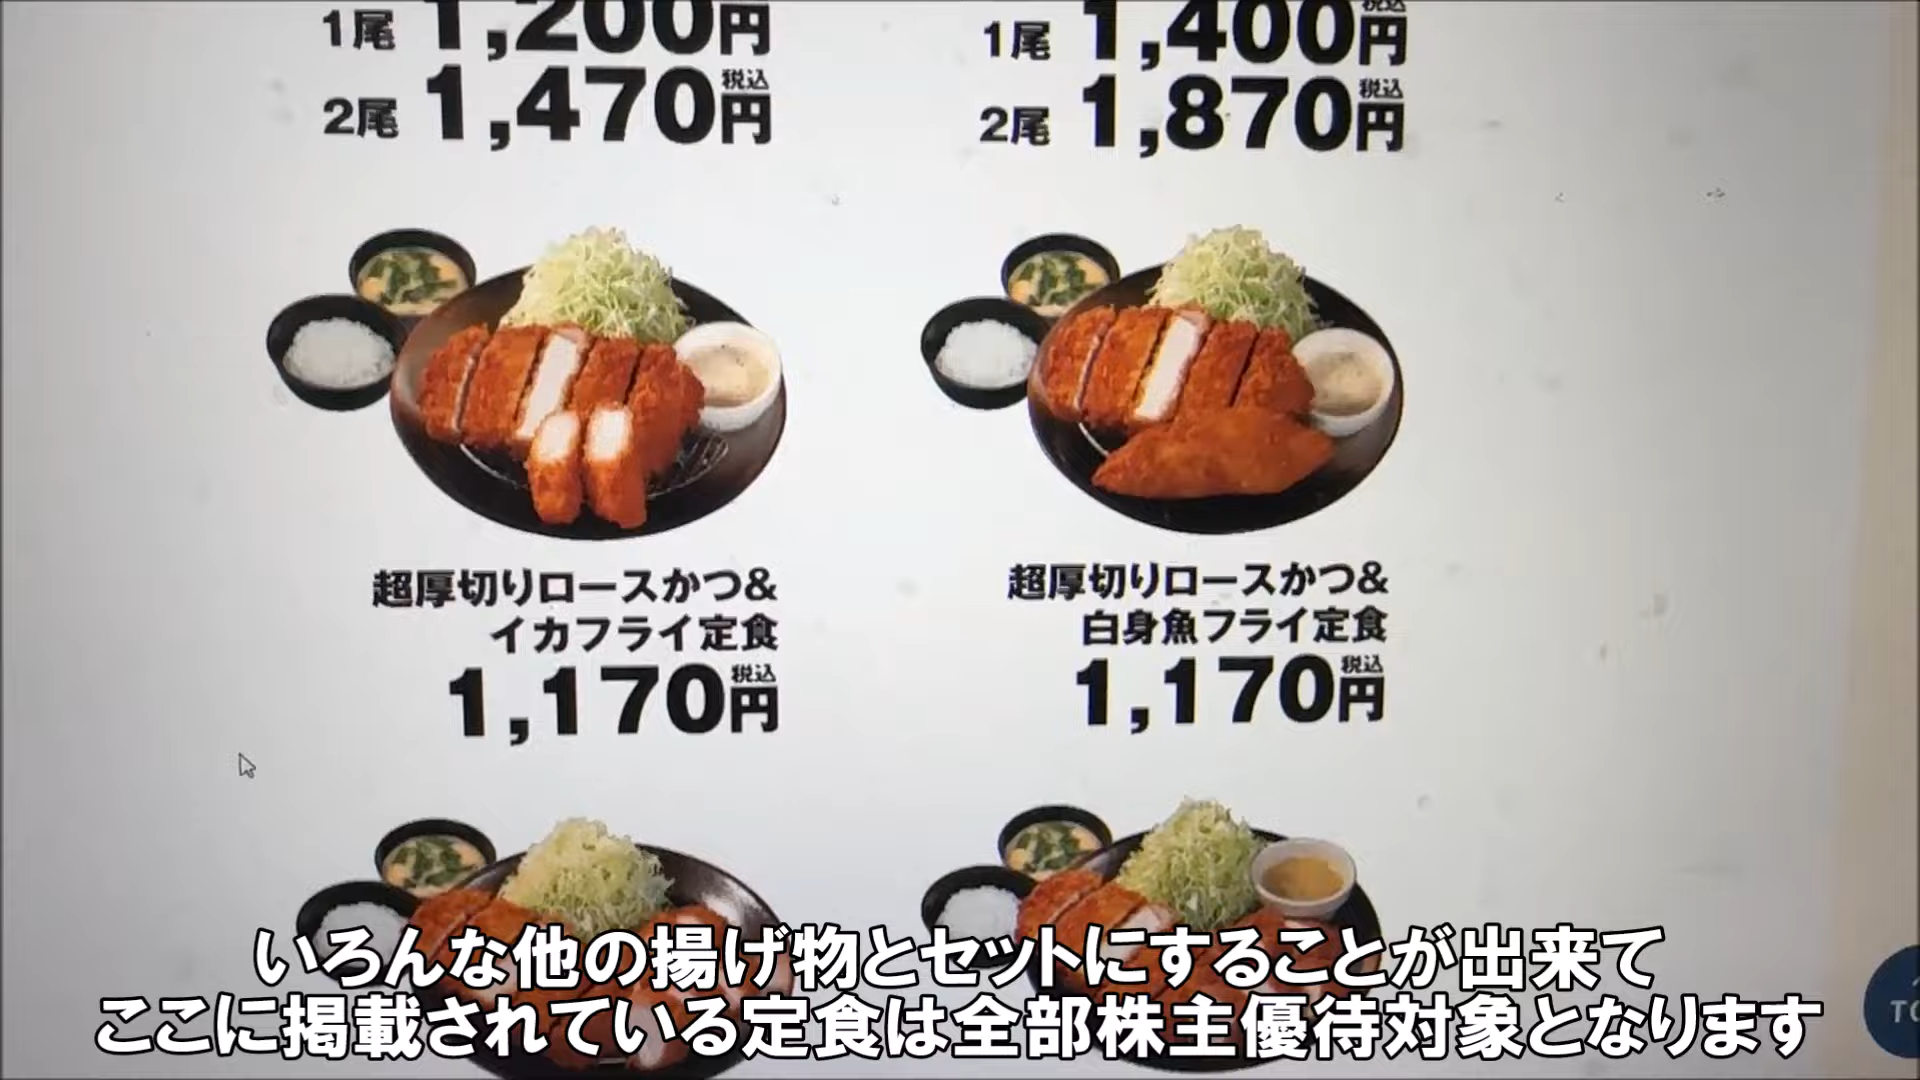 1尾 1,200円
1尾 1,400円 税込
2尾 1,470円 税込
2尾 1,870円 税込
超厚切りロースかつ&
イカフライ定食
1,170円 税込
超厚切りロースかつ&
白身魚フライ定食
1,170円 税込
いろんな他の揚げ物とセットにすることが出来て
ここに掲載されている定食は全部株主優待対象となります